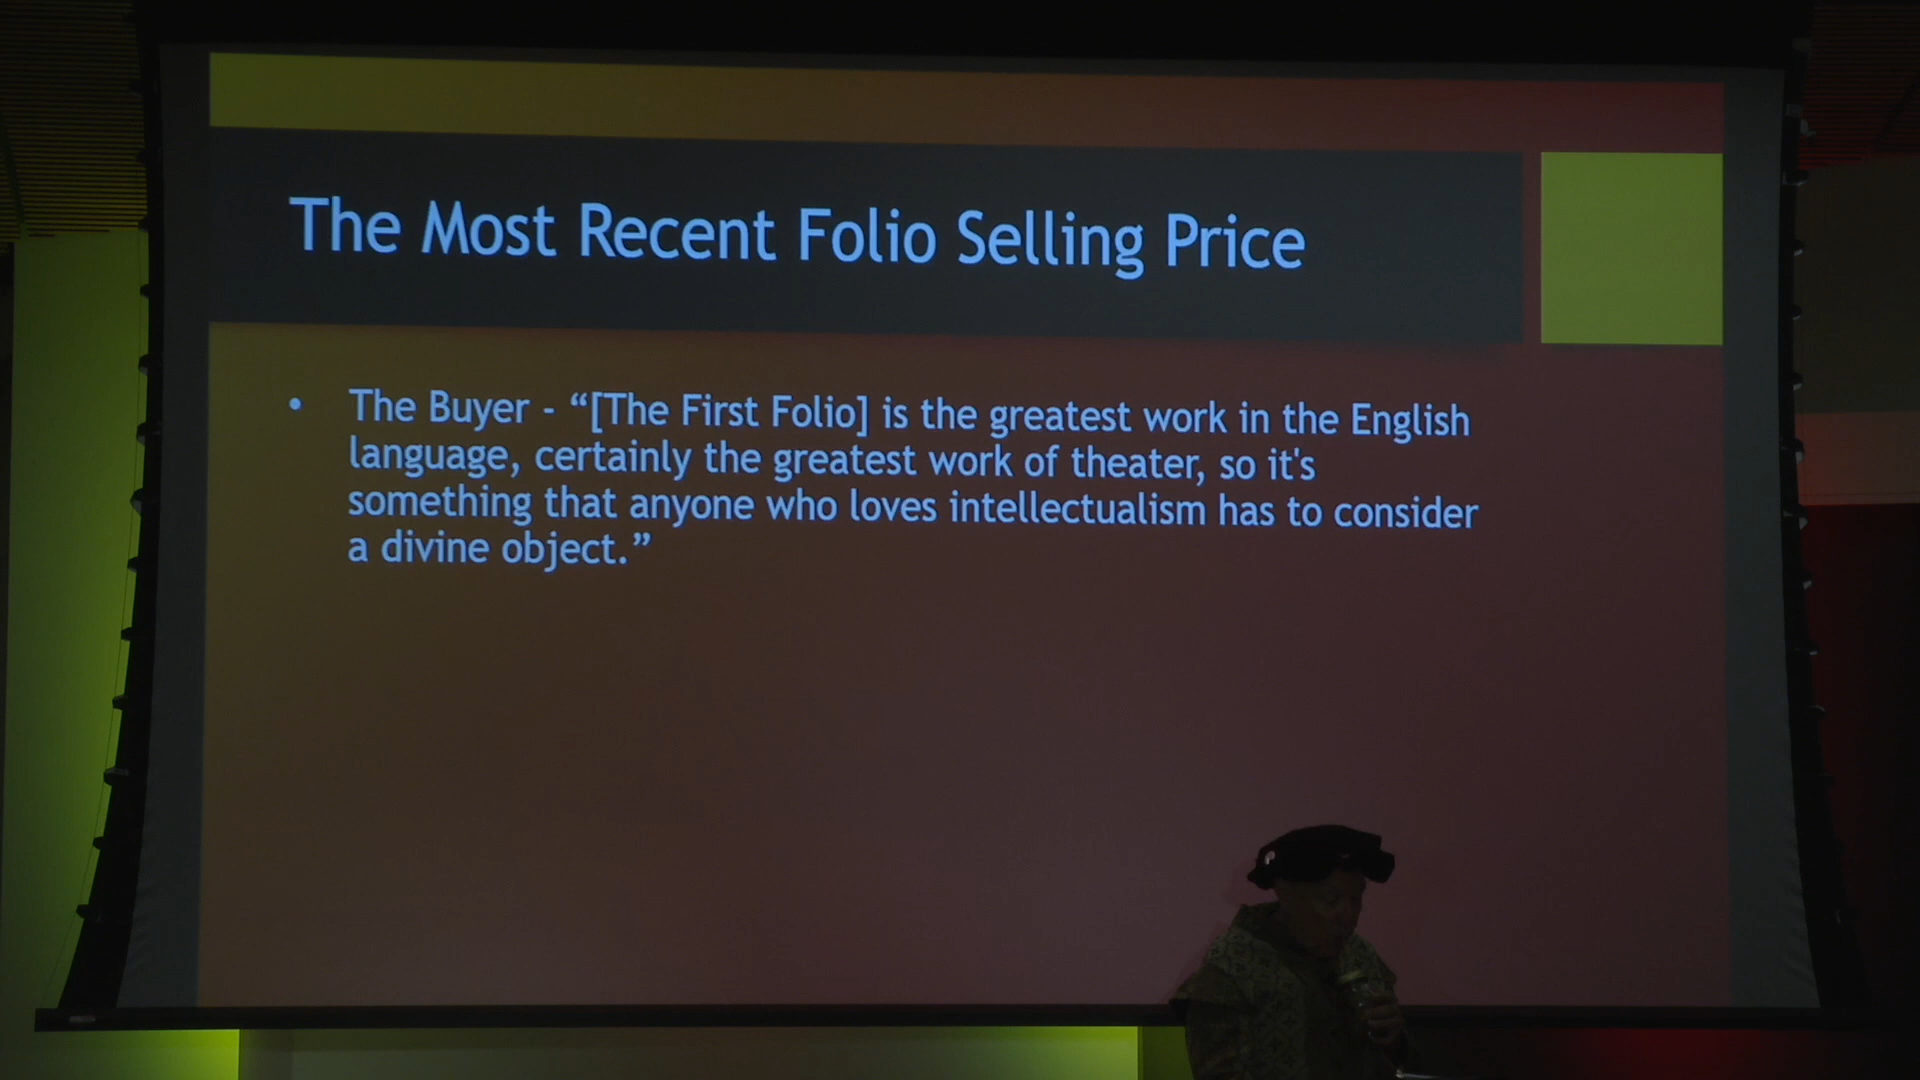 The Most Recent Folio Selling Price
• The Buyer - “[The First Folio] is the greatest work in the English
language, certainly the greatest work of theater, so it's
something that anyone who loves intellectualism has to consider
a divine object.”